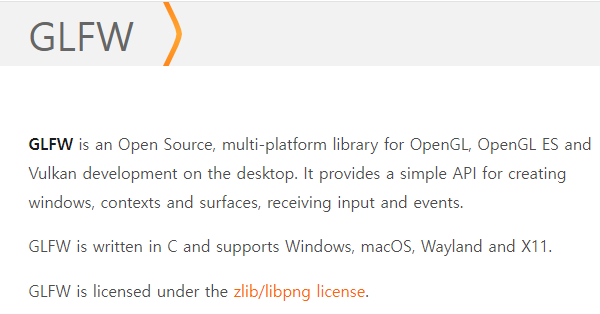 GLFW
GLFW is an Open Source, multi-platform library for OpenGL, OpenGL ES and
Vulkan development on the desktop. It provides a simple API for creating
windows, contexts and surfaces, receiving input and events.
GLFW is written in C and supports Windows, macOS, Wayland and X11.
GLFW is licensed under the zlib/libpng license.